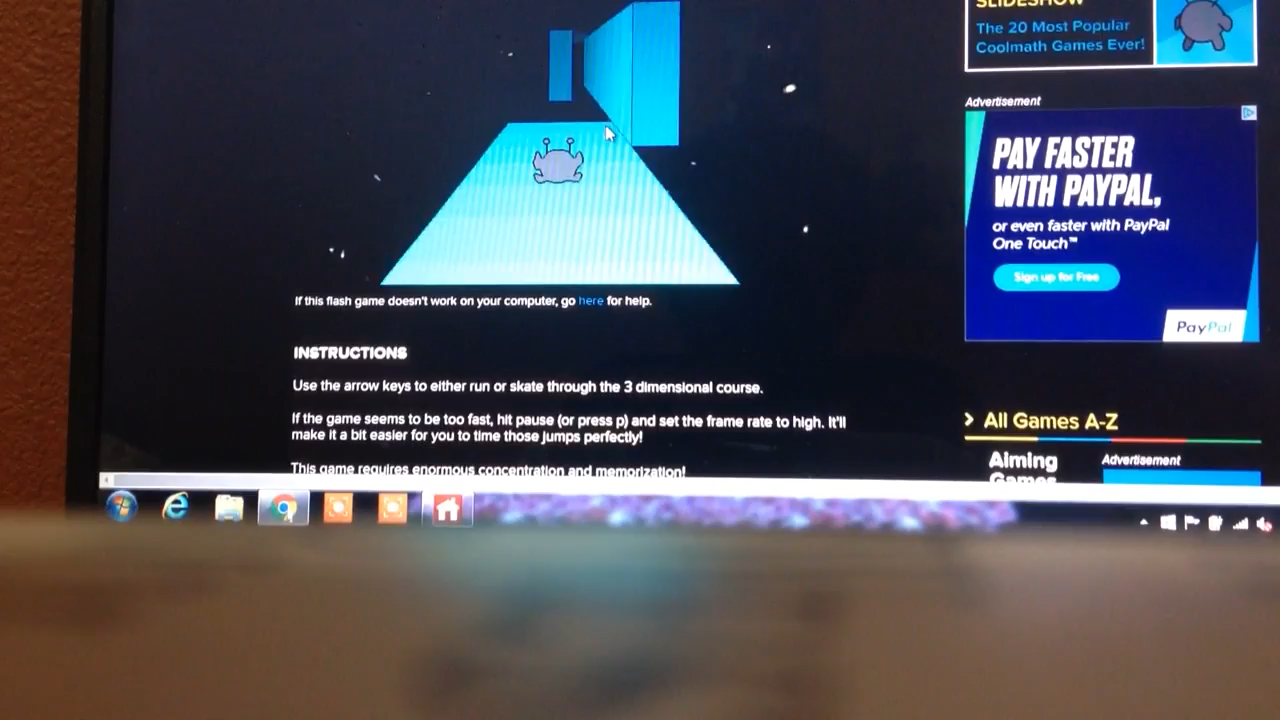 SLIDESHOW
The 20 Most Popular
Coolmath Games Ever!
Advertisement
PAY FASTER
WITH PAYPAL,
or even faster with PayPal
One Touch™
Sign up for Free
PayPal
If this flash game doesn't work on your computer, go here for help.
INSTRUCTIONS
Use the arrow keys to either run or skate through the 3 dimensional course.
If the game seems to be too fast, hit pause (or press p) and set the frame rate to high. It'll
make it a bit easier for you to time those jumps perfectly!
This game requires enormous concentration and memorization!
> All Games A-Z
Aiming
Games
Advertisement